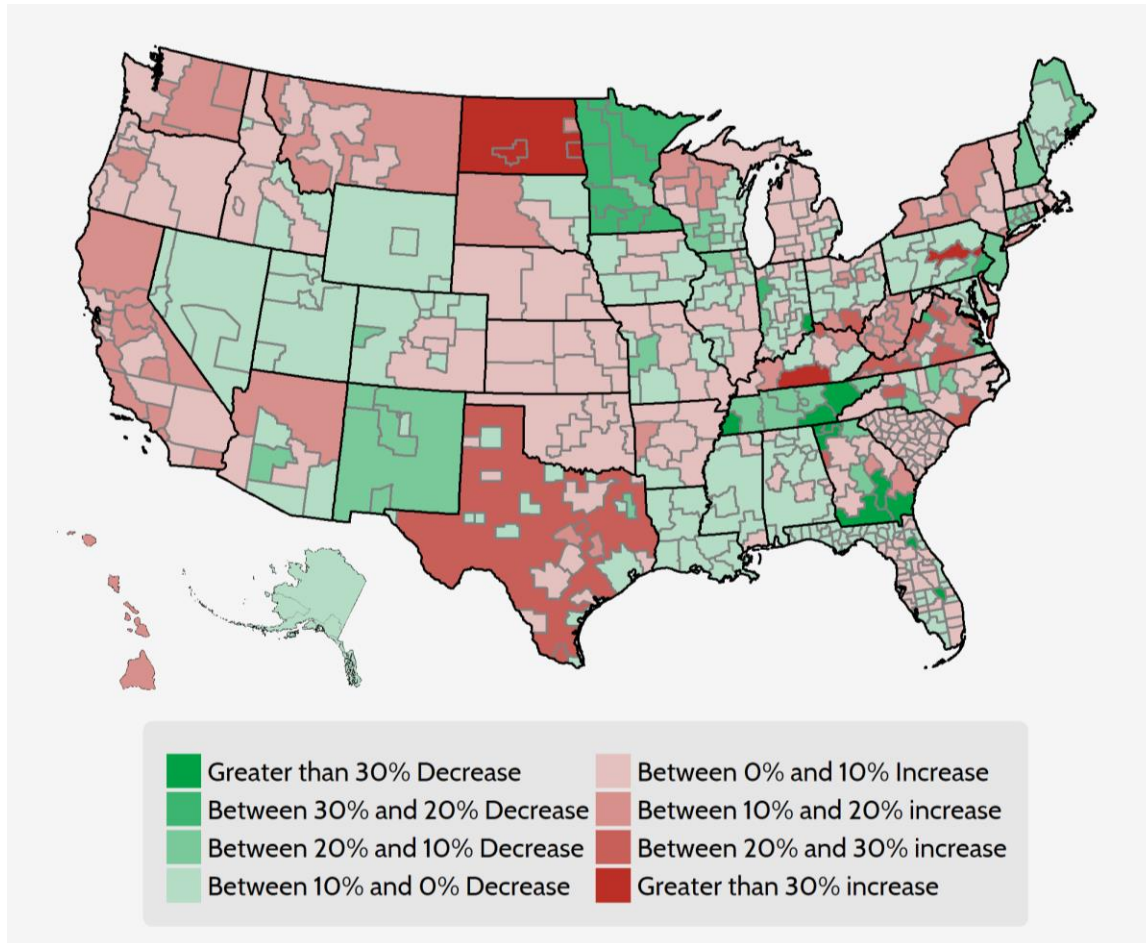 Greater than 30% Decrease
Between 30% and 20% Decrease
Between 20% and 10% Decrease
Between 10% and 0% Decrease
Between 0% and 10% Increase
Between 10% and 20% increase
Between 20% and 30% increase
Greater than 30% increase